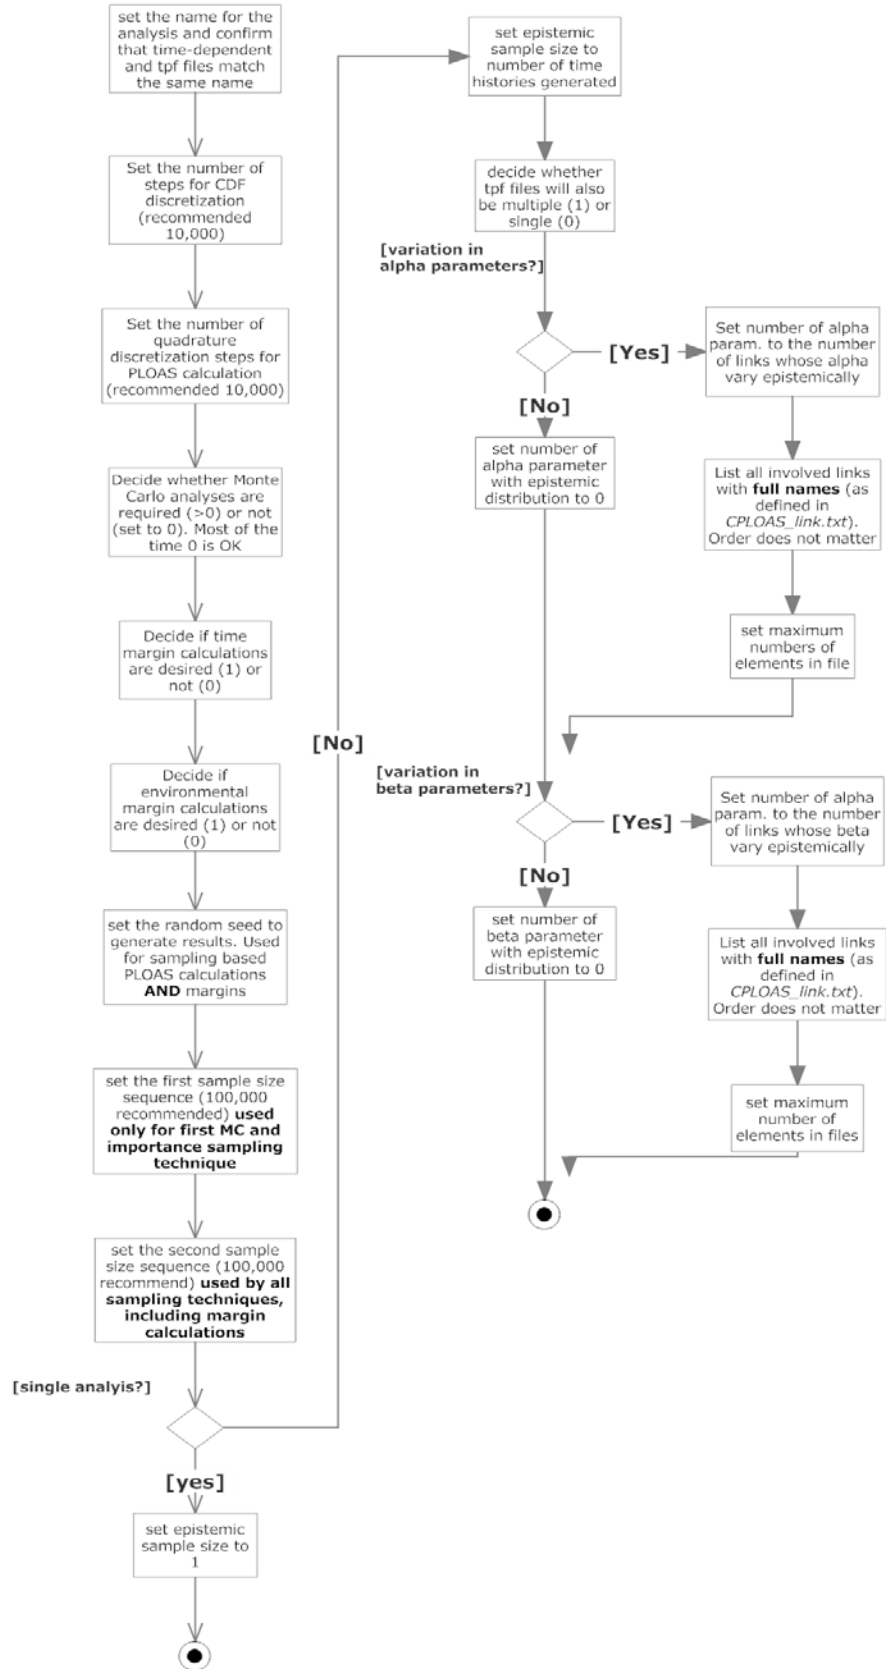 set the name for the
analysis and confirm
that time-dependent
and tpf files match
the same name
Set the number of
steps for CDF
discretization
(recommended
10,000)
Set the number of
quadrature
discretization steps for
PLOAS calculation
(recommended 10,000)
Decide whether Monte
Carlo analyses are
required (>0) or not
(set to 0). Most of the
time 0 is OK
Decide if time
margin calculations
are desired (1) or
not (0)
Decide if
environmental
margin calculations
are desired (1) or not
(0)
set the random seed to
generate results. Used
for sampling based
PLOAS calculations
AND margins
set the first sample size
sequence (100,000
recommended) used
only for first MC and
importance sampling
technique
set the second sample
size sequence (100,000
recommend) used by all
sampling techniques,
including margin
calculations
[single analyis?]
[yes]
set epistemic
sample size to
1
[No]
set epistemic
sample size to
number of time
histories generated
decide whether
tpf files will also
be multiple (1) or
single (0)
[variation in
alpha parameters?]
[Yes]
Set number of alpha
param. to the number
of links whose alpha
vary epistemically
[No]
set number of
alpha parameter
with epistemic
distribution to 0
List all involved links
with full names (as
defined in
CPLOAS_link.txt).
Order does not matter
set maximum
numbers of
elements in file
[variation in
beta parameters?]
[Yes]
Set number of alpha
param. to the number
of links whose beta
vary epistemically
[No]
set number of
beta parameter
with epistemic
distribution to 0
List all involved links
with full names (as
defined in
CPLOAS_link.txt).
Order does not matter
set maximum
number of
elements in files